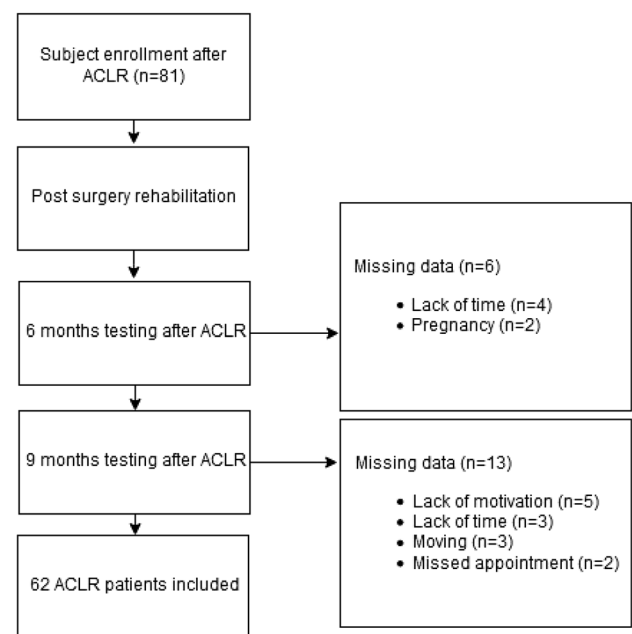 Subject enrollment after
ACLR (n=81)
Post surgery rehabilitation
6 months testing after ACLR
Missing data (n=6)
• Lack of time (n=4)
• Pregnancy (n=2)
9 months testing after ACLR
Missing data (n=13)
• Lack of motivation (n=5)
• Lack of time (n=3)
• Moving (n=3)
• Missed appointment (n=2)
62 ACLR patients included